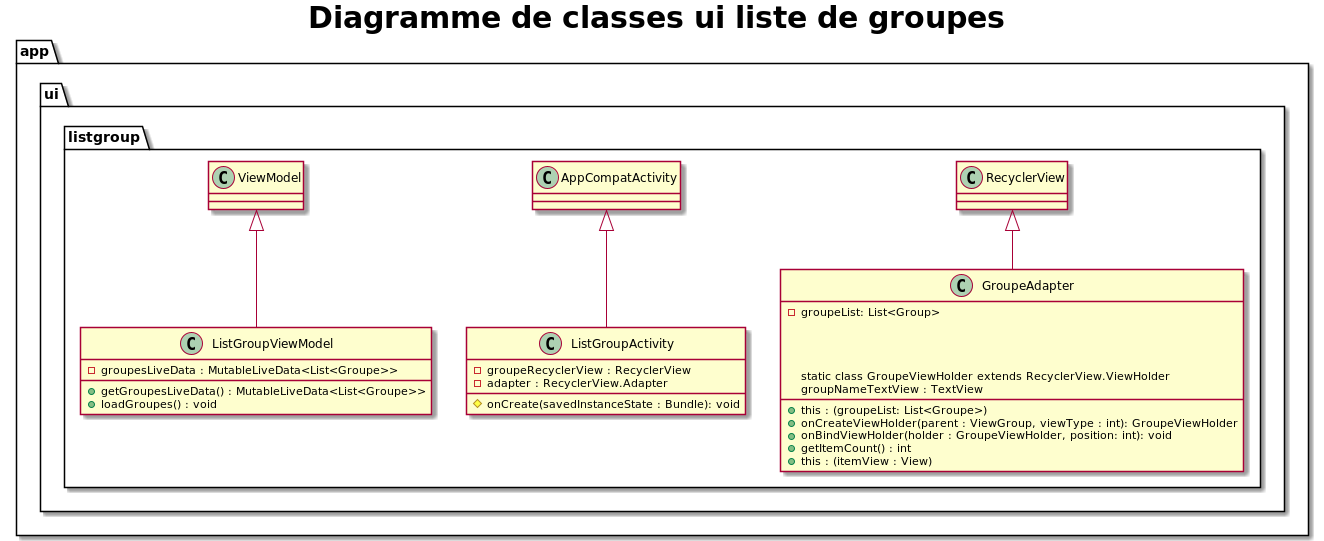 Diagramme de classes ui liste de groupes
app
ui
listgroup
C ViewModel
C AppCompatActivity
C RecyclerView
C ListGroupViewModel
groupesLiveData : MutableLiveData<List<Groupe>>
getGroupesLiveData() : MutableLiveData<List<Groupe>>
loadGroupes() : void
C ListGroupActivity
groupeRecyclerView : RecyclerView
adapter : RecyclerView.Adapter
onCreate(savedInstanceState : Bundle): void
C GroupeAdapter
groupeList: List<Group>
static class GroupeViewHolder extends RecyclerView.ViewHolder
groupNameTextView : TextView
this : (groupeList: List<Groupe>)
onCreateViewHolder(parent : ViewGroup, viewType : int): GroupeViewHolder
onBindViewHolder(holder : GroupeViewHolder, position: int): void
getItemCount() : int
this : (itemView : View)